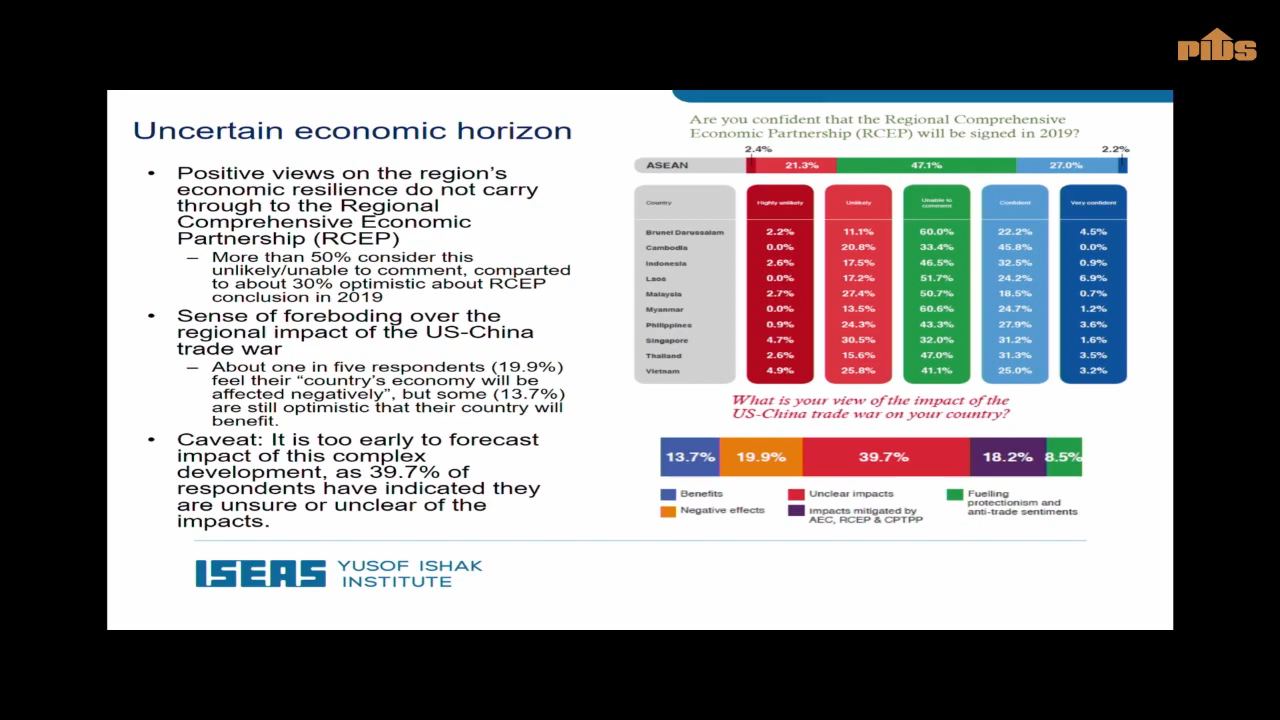 PIDS
Uncertain economic horizon
• Positive views on the region's
economic resilience do not carry
through to the Regional
Comprehensive Economic
Partnership (RCEP)
– More than 50% consider this
unlikely/unable to comment, comparted
to about 30% optimistic about RCEP
conclusion in 2019
• Sense of foreboding over the
regional impact of the US-China
trade war
– About one in five respondents (19.9%)
feel their “country's economy will be
affected negatively”, but some (13.7%)
are still optimistic that their country will
benefit.
• Caveat: It is too early to forecast
impact of this complex
development, as 39.7% of
respondents have indicated they
are unsure or unclear of the
impacts.
Are you confident that the Regional Comprehensive
Economic Partnership (RCEP) will be signed in 2019?
2.4% 2.2%
ASEAN 21.3% 47.1% 27.0%
Country Highly unlikely Unlikely Unable to comment Confident Very confident
Brunei Darussalam 2.2% 11.1% 60.0% 22.2% 4.5%
Cambodia 0.0% 20.8% 33.4% 45.8% 0.0%
Indonesia 2.6% 17.5% 46.5% 32.5% 0.9%
Laos 0.0% 17.2% 51.7% 24.2% 6.9%
Malaysia 2.7% 27.4% 50.7% 18.5% 0.7%
Myanmar 0.0% 13.5% 60.6% 24.7% 1.2%
Philippines 0.9% 24.3% 43.3% 27.9% 3.6%
Singapore 4.7% 30.5% 32.0% 31.2% 1.6%
Thailand 2.6% 15.6% 47.0% 31.3% 3.5%
Vietnam 4.9% 25.8% 41.1% 25.0% 3.2%
What is your view of the impact of the
US-China trade war on your country?
13.7% 19.9% 39.7% 18.2% 8.5%
Benefits
Negative effects
Unclear impacts
Impacts mitigated by
AEC, RCEP & CPTPP
Fuelling
protectionism and
anti-trade sentiments
ISEAS YUSOF ISHAK
INSTITUTE